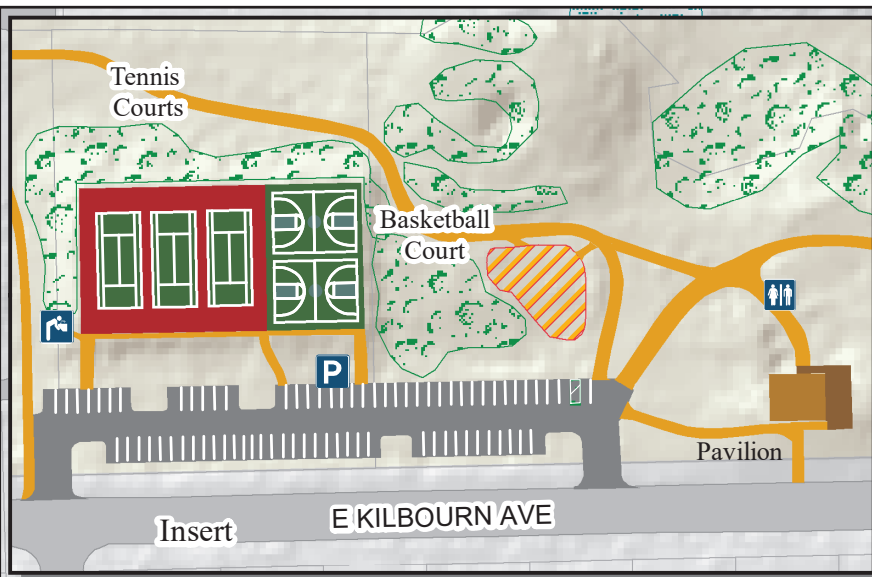 Tennis
Courts
Basketball
Court
P
Pavilion
Insert
E KILBOURN AVE